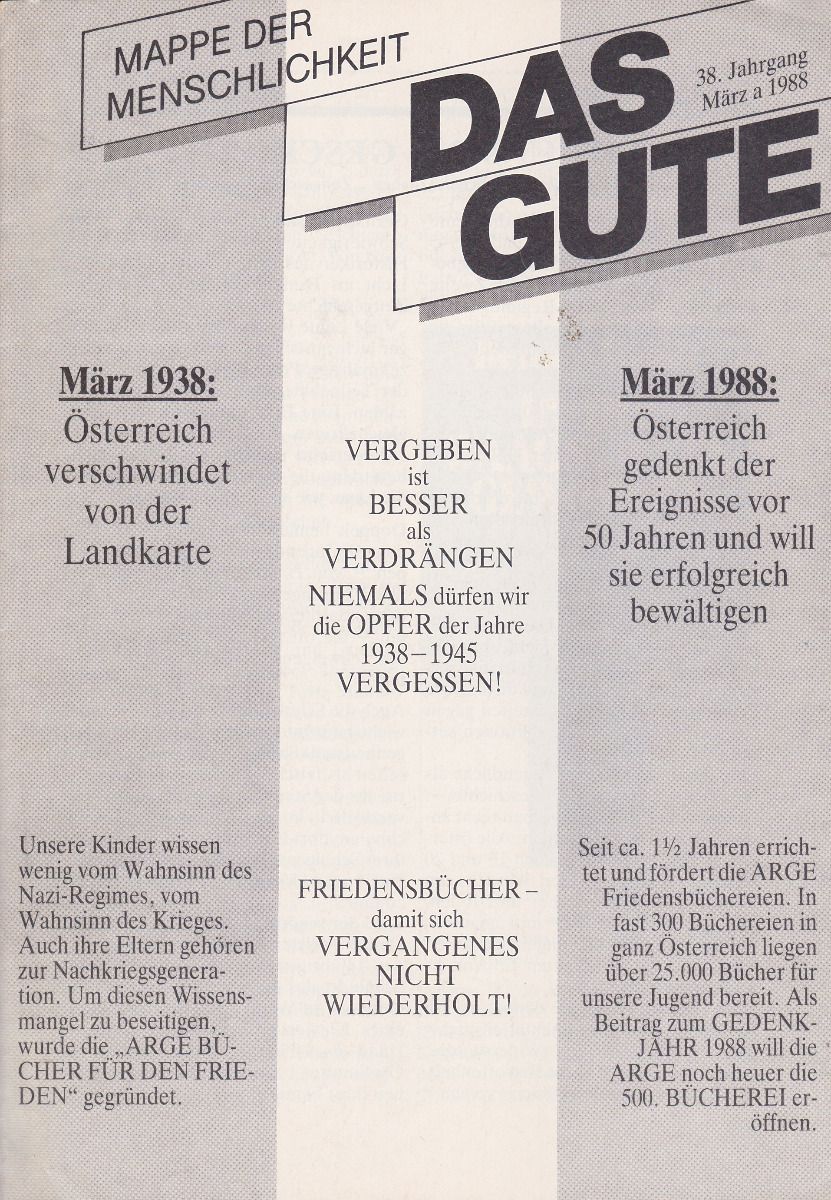 MAPPE DER
MENSCHLICHKEIT
DAS
GUTE
38. Jahrgang
März a 1988
März 1938:
Österreich
verschwindet
von der
Landkarte
VERGEBEN
ist
BESSER
als
VERDRÄNGEN
NIEMALS dürfen wir
die OPFER der Jahre
1938–1945
VERGESSEN!
März 1988:
Österreich
gedenkt der
Ereignisse vor
50 Jahren und will
sie erfolgreich
bewältigen
Unsere Kinder wissen
wenig vom Wahnsinn des
Nazi-Regimes, vom
Wahnsinn des Krieges.
Auch ihre Eltern gehören
zur Nachkriegsgenera-
tion. Um diesen Wissens-
mangel zu beseitigen,
wurde die „ARGE BÜ-
CHER FÜR DEN FRIE-
DEN“ gegründet.
FRIEDENSBÜCHER –
damit sich
VERGANGENES
NICHT
WIEDERHOLT!
Seit ca. 1½ Jahren errich-
tet und fördert die ARGE
Friedensbüchereien. In
fast 300 Büchereien in
ganz Österreich liegen
über 25.000 Bücher für
unsere Jugend bereit. Als
Beitrag zum GEDENK-
JAHR 1988 will die
ARGE noch heuer die
500. BÜCHEREI er-
öffnen.